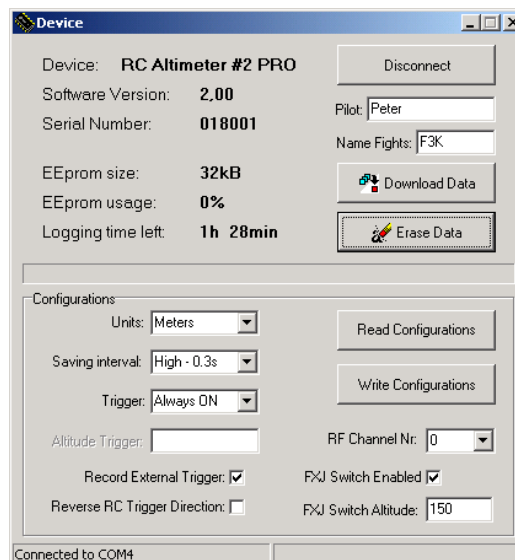 Device
Device: RC Altimeter #2 PRO
Disconnect
Software Version: 2,00
Pilot: Peter
Serial Number: 018001
Name Fights: F3K
EEprom size: 32kB
Download Data
EEprom usage: 0%
Logging time left: 1h 28min
Erase Data
Configurations
Units: Meters
Read Configurations
Saving interval: High - 0.3s
Write Configurations
Trigger: Always ON
Altitude Trigger:
RF Channel Nr: 0
Record External Trigger:
FXJ Switch Enabled
Reverse RC Trigger Direction:
FXJ Switch Altitude: 150
Connected to COM4